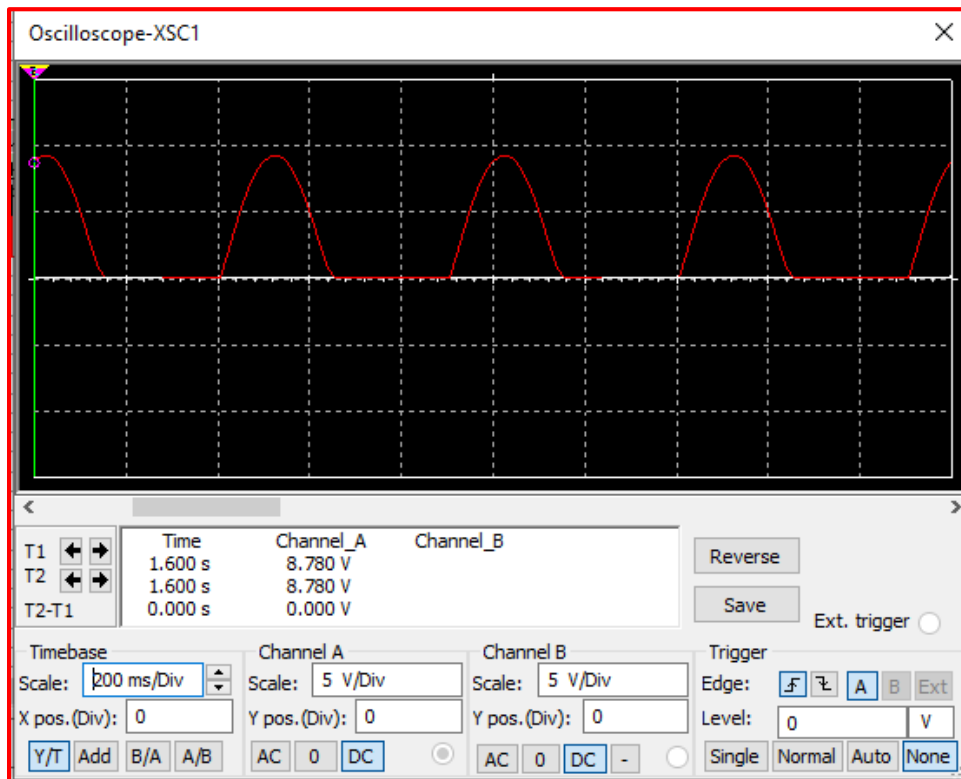 Oscilloscope-XSC1
T1
T2
T2-T1
Time Channel_A Channel_B
1.600 s 8.780 V
1.600 s 8.780 V
0.000 s 0.000 V
Reverse
Save
Ext. trigger
Timebase
Scale: 200 ms/Div
X pos.(Div): 0
Y/T Add B/A A/B
Channel A
Scale: 5 V/Div
Y pos.(Div): 0
AC 0 DC
Channel B
Scale: 5 V/Div
Y pos.(Div): 0
AC 0 DC -
Trigger
Edge: A B Ext
Level: 0 V
Single Normal Auto None